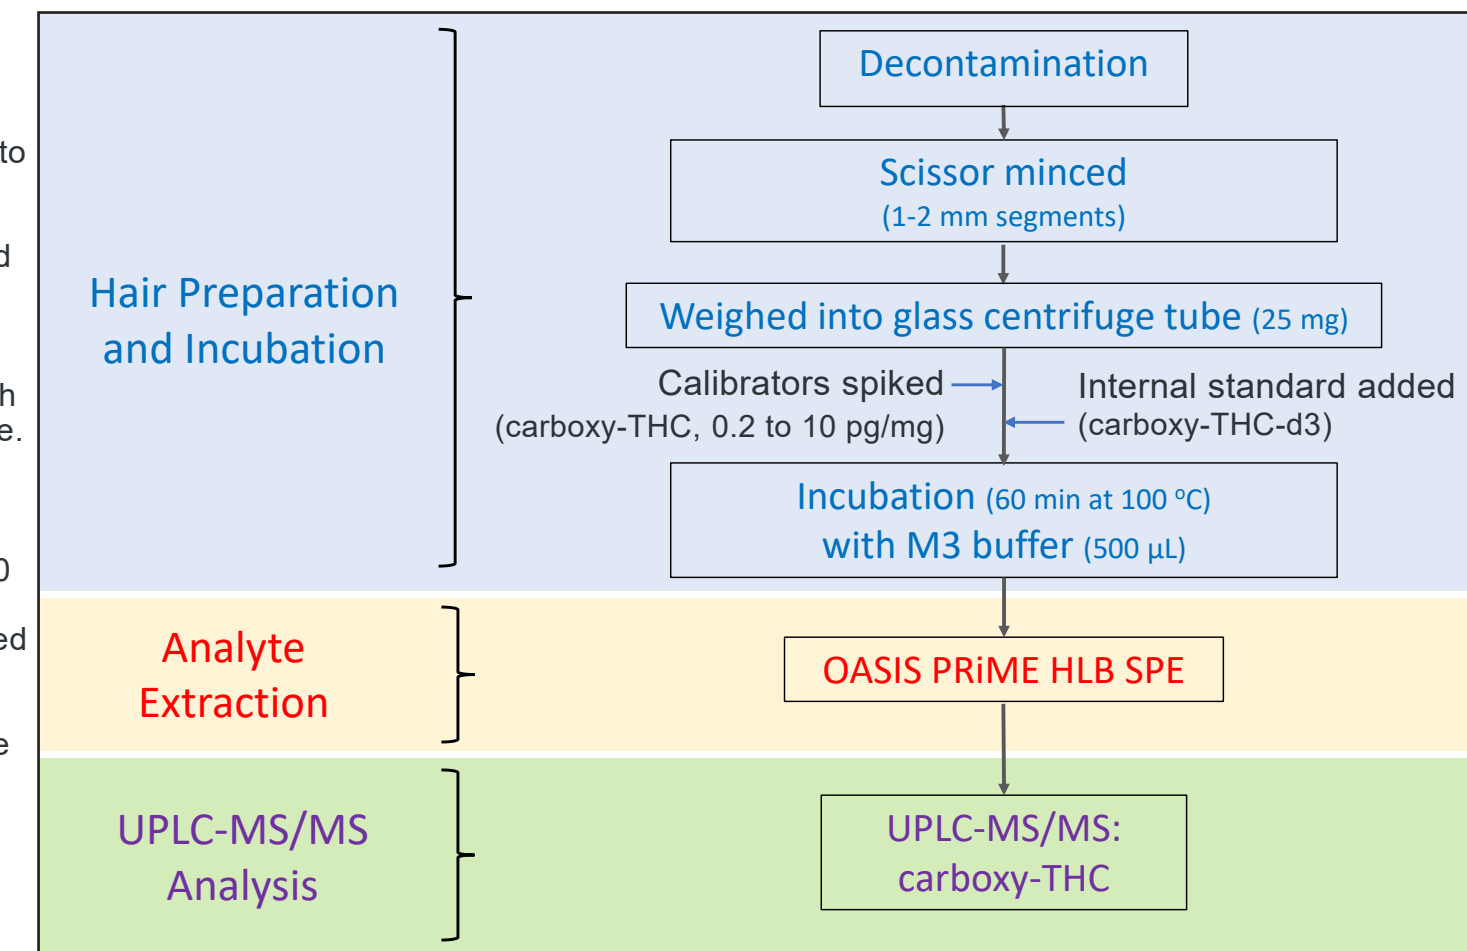 to
d
h
e.
0
ed
e
Hair Preparation
and Incubation
Decontamination
Scissor minced
(1-2 mm segments)
Weighed into glass centrifuge tube (25 mg)
Calibrators spiked
(carboxy-THC, 0.2 to 10 pg/mg)
Internal standard added
(carboxy-THC-d3)
Incubation (60 min at 100 °C)
with M3 buffer (500 µL)
Analyte
Extraction
OASIS PRiME HLB SPE
UPLC-MS/MS
Analysis
UPLC-MS/MS:
carboxy-THC